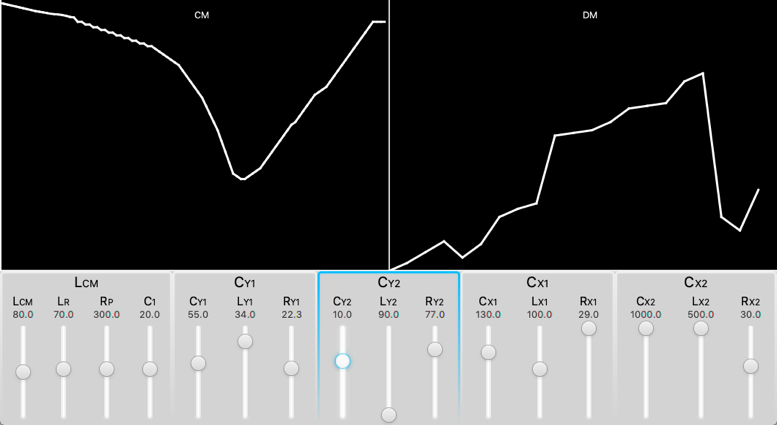 CM
DM
LCM
LCM LR RP C1
80.0 70.0 300.0 20.0
CY1
CY1 LY1 RY1
55.0 34.0 22.3
CY2
CY2 LY2 RY2
10.0 90.0 77.0
CX1
CX1 LX1 RX1
130.0 100.0 29.0
CX2
CX2 LX2 RX2
1000.0 500.0 30.0